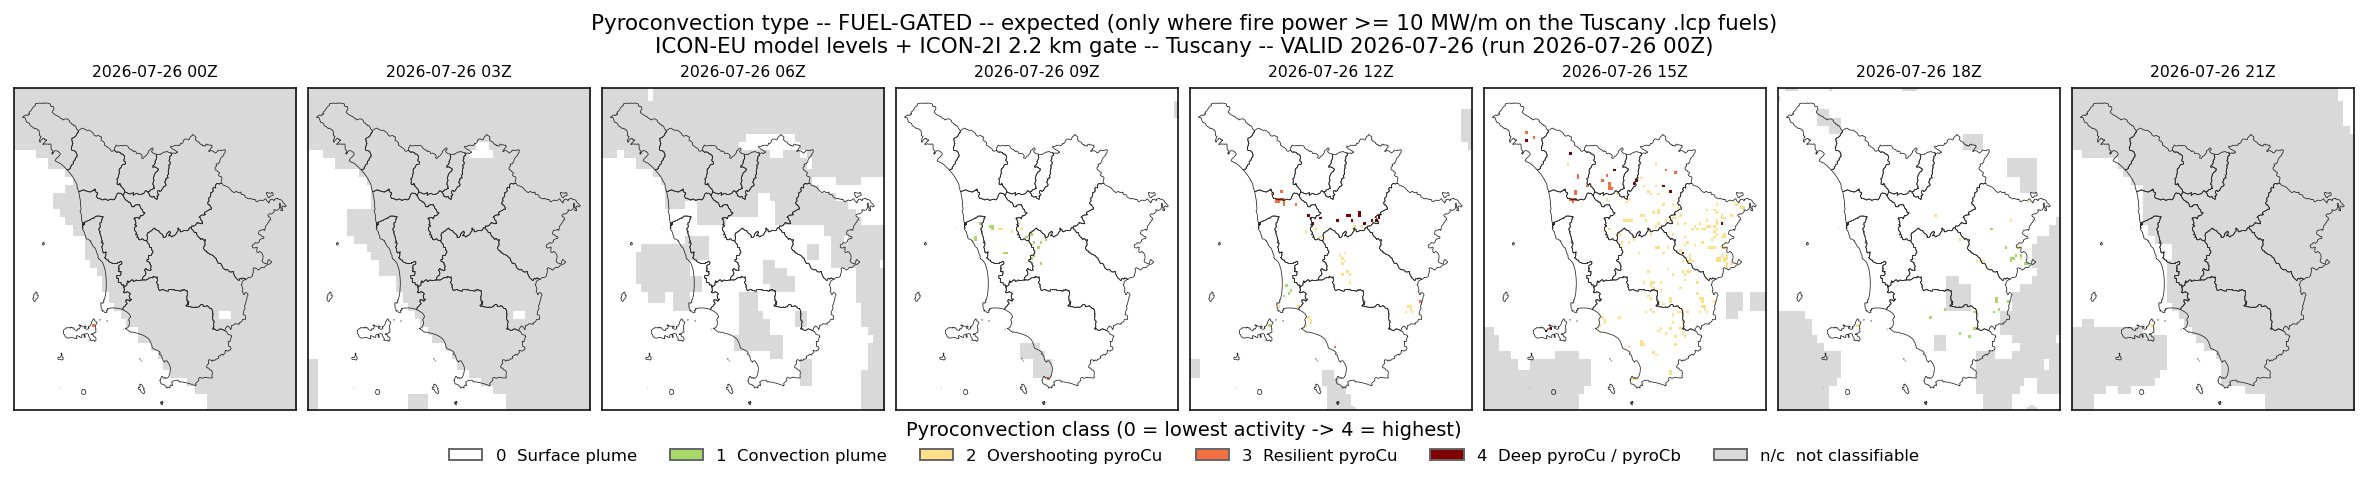 Pyroconvection type -- FUEL-GATED -- expected (only where fire power >= 10 MW/m on the Tuscany .lcp fuels)
ICON-EU model levels + ICON-2I 2.2 km gate -- Tuscany -- VALID 2026-07-26 (run 2026-07-26 00Z)
2026-07-26 00Z
2026-07-26 03Z
2026-07-26 06Z
2026-07-26 09Z
2026-07-26 12Z
2026-07-26 15Z
2026-07-26 18Z
2026-07-26 21Z
Pyroconvection class (0 = lowest activity -> 4 = highest)
0 Surface plume
1 Convection plume
2 Overshooting pyroCu
3 Resilient pyroCu
4 Deep pyroCu / pyroCb
n/c not classifiable